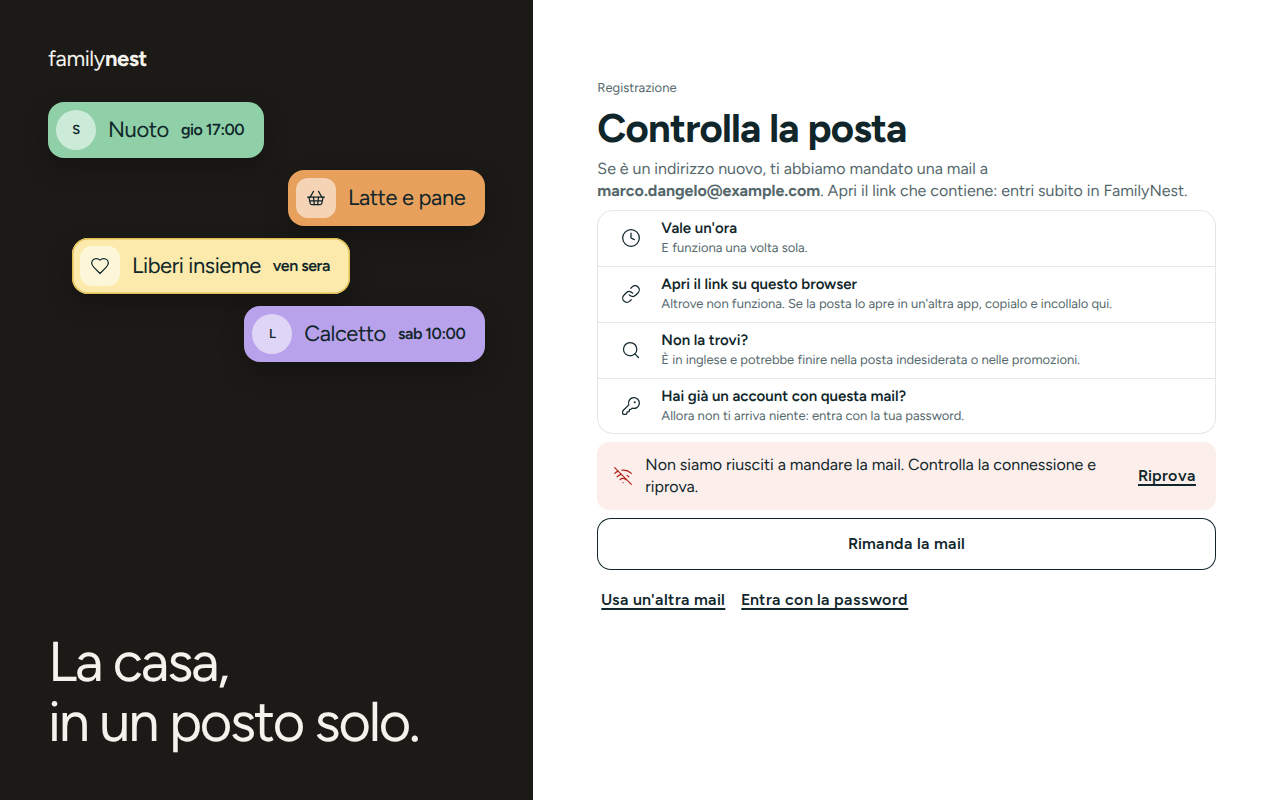 familynest
S Nuoto gio 17:00
Latte e pane
Liberi insieme ven sera
L Calcetto sab 10:00
La casa,
in un posto solo.
Registrazione
Controlla la posta
Se è un indirizzo nuovo, ti abbiamo mandato una mail a
marco.dangelo@example.com. Apri il link che contiene: entri subito in FamilyNest.
Vale un'ora
E funziona una volta sola.
Apri il link su questo browser
Altrove non funziona. Se la posta lo apre in un'altra app, copialo e incollalo qui.
Non la trovi?
È in inglese e potrebbe finire nella posta indesiderata o nelle promozioni.
Hai già un account con questa mail?
Allora non ti arriva niente: entra con la tua password.
Non siamo riusciti a mandare la mail. Controlla la connessione e
riprova.
Riprova
Rimanda la mail
Usa un'altra mail Entra con la password